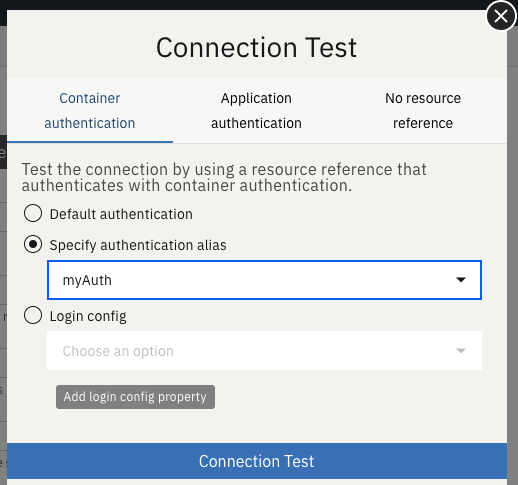 Connection Test
Container
authentication
Application
authentication
No resource
reference
Test the connection by using a resource reference that
authenticates with container authentication.
Default authentication
Specify authentication alias
myAuth
Login config
Choose an option
Add login config property
Connection Test